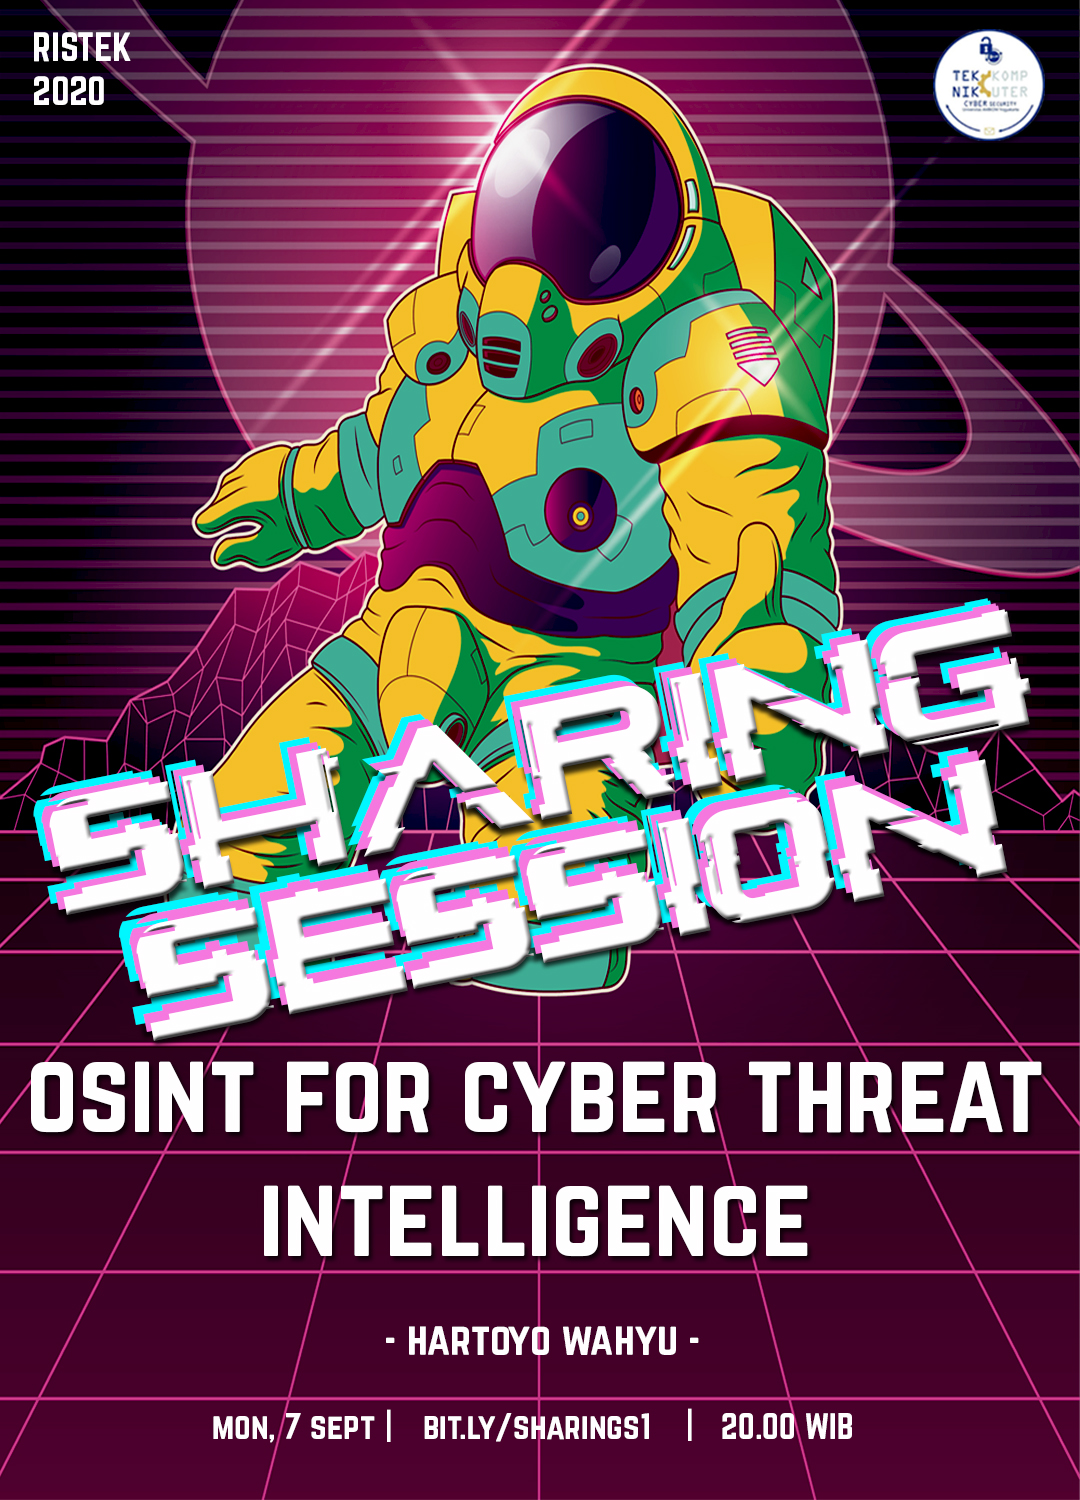 RISTEK
2020
TEK KOMP
NIK UTER
CYBER SECURITY
SHARING
SESSION
OSINT FOR CYBER THREAT
INTELLIGENCE
- HARTOYO WAHYU -
MON, 7 SEPT | BIT.LY/SHARINGS1 | 20.00 WIB